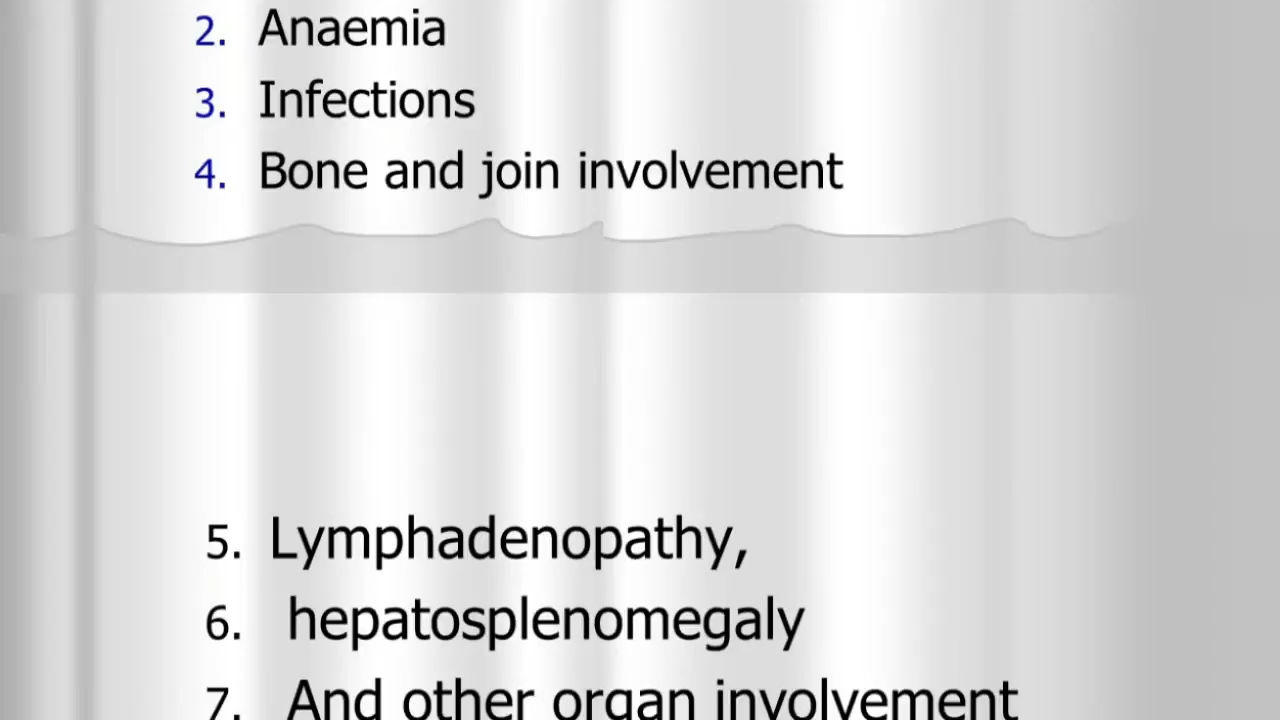 2. Anaemia
3. Infections
4. Bone and join involvement
5. Lymphadenopathy,
6. hepatosplenomegaly
7. And other organ involvement